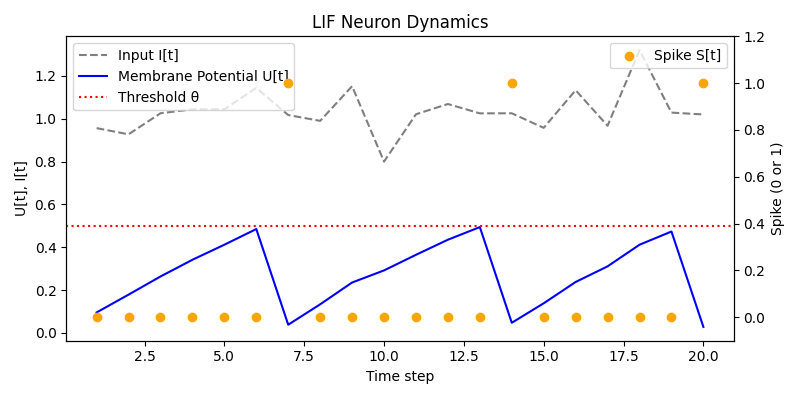 LIF Neuron Dynamics
Input I[t]
Membrane Potential U[t]
Threshold θ
Spike S[t]
U[t], I[t]
1.2
1.0
0.8
0.6
0.4
0.2
0.0
1.2
1.0
0.8
0.6
0.4
0.2
0.0
Spike (0 or 1)
2.5 5.0 7.5 10.0 12.5 15.0 17.5 20.0
Time step